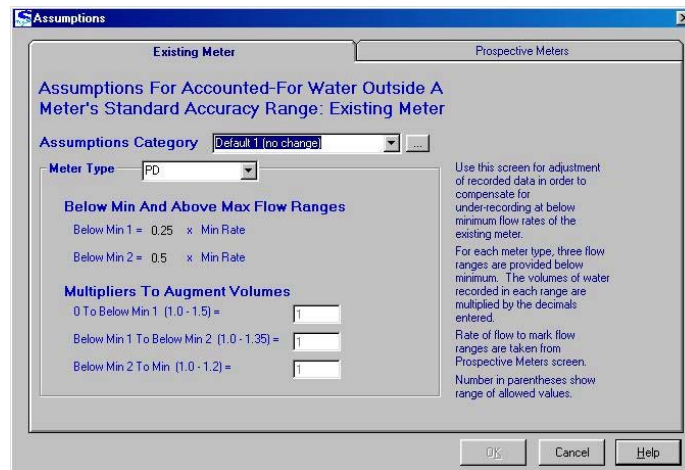 Assumptions
Existing Meter
Prospective Meters
Assumptions For Accounted-For Water Outside A
Meter's Standard Accuracy Range: Existing Meter
Assumptions Category
Default 1 (no change)
...
Meter Type
PD
Below Min And Above Max Flow Ranges
Below Min 1 = 0.25 x Min Rate
Below Min 2 = 0.5 x Min Rate
Multipliers To Augment Volumes
0 To Below Min 1 (1.0 - 1.5) = 1
Below Min 1 To Below Min 2 (1.0 - 1.35) = 1
Below Min 2 To Min (1.0 - 1.2) = 1
Use this screen for adjustment
of recorded data in order to
compensate for
under-recording at below
minimum flow rates of the
existing meter.
For each meter type, three flow
ranges are provided below
minimum. The volumes of water
recorded in each range are
multiplied by the decimals
entered.
Rate of flow to mark flow
ranges are taken from
Prospective Meters screen.
Number in parentheses show
range of allowed values.
OK
Cancel
Help